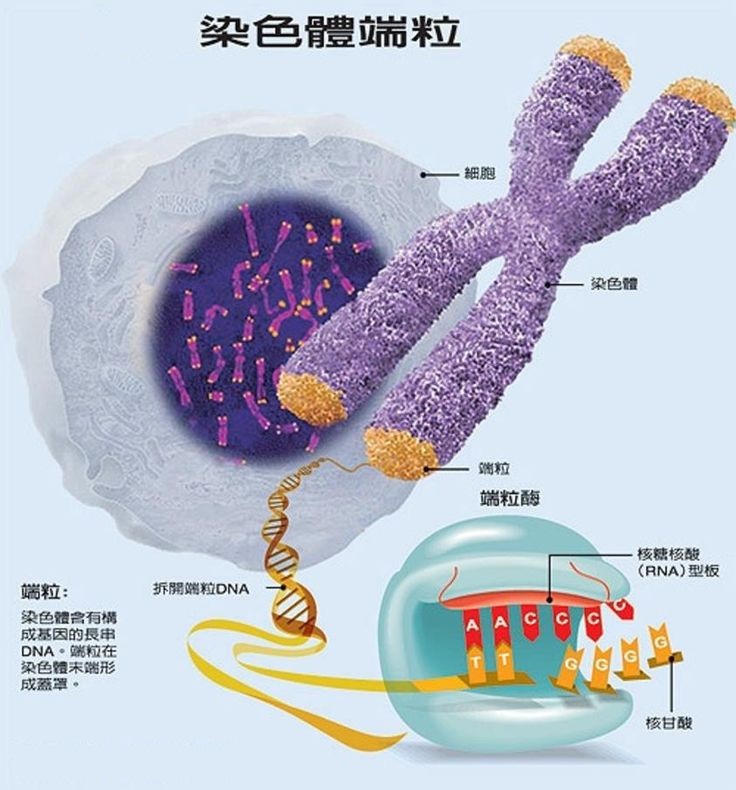 染色體端粒
細胞
染色體
端粒
端粒酶
核糖核酸
(RNA)型板
拆開端粒DNA
端粒:
染色體含有構
成基因的長串
DNA。端粒在
染色體末端形
成蓋罩。
A A C C C C
T T G G G G
核甘酸